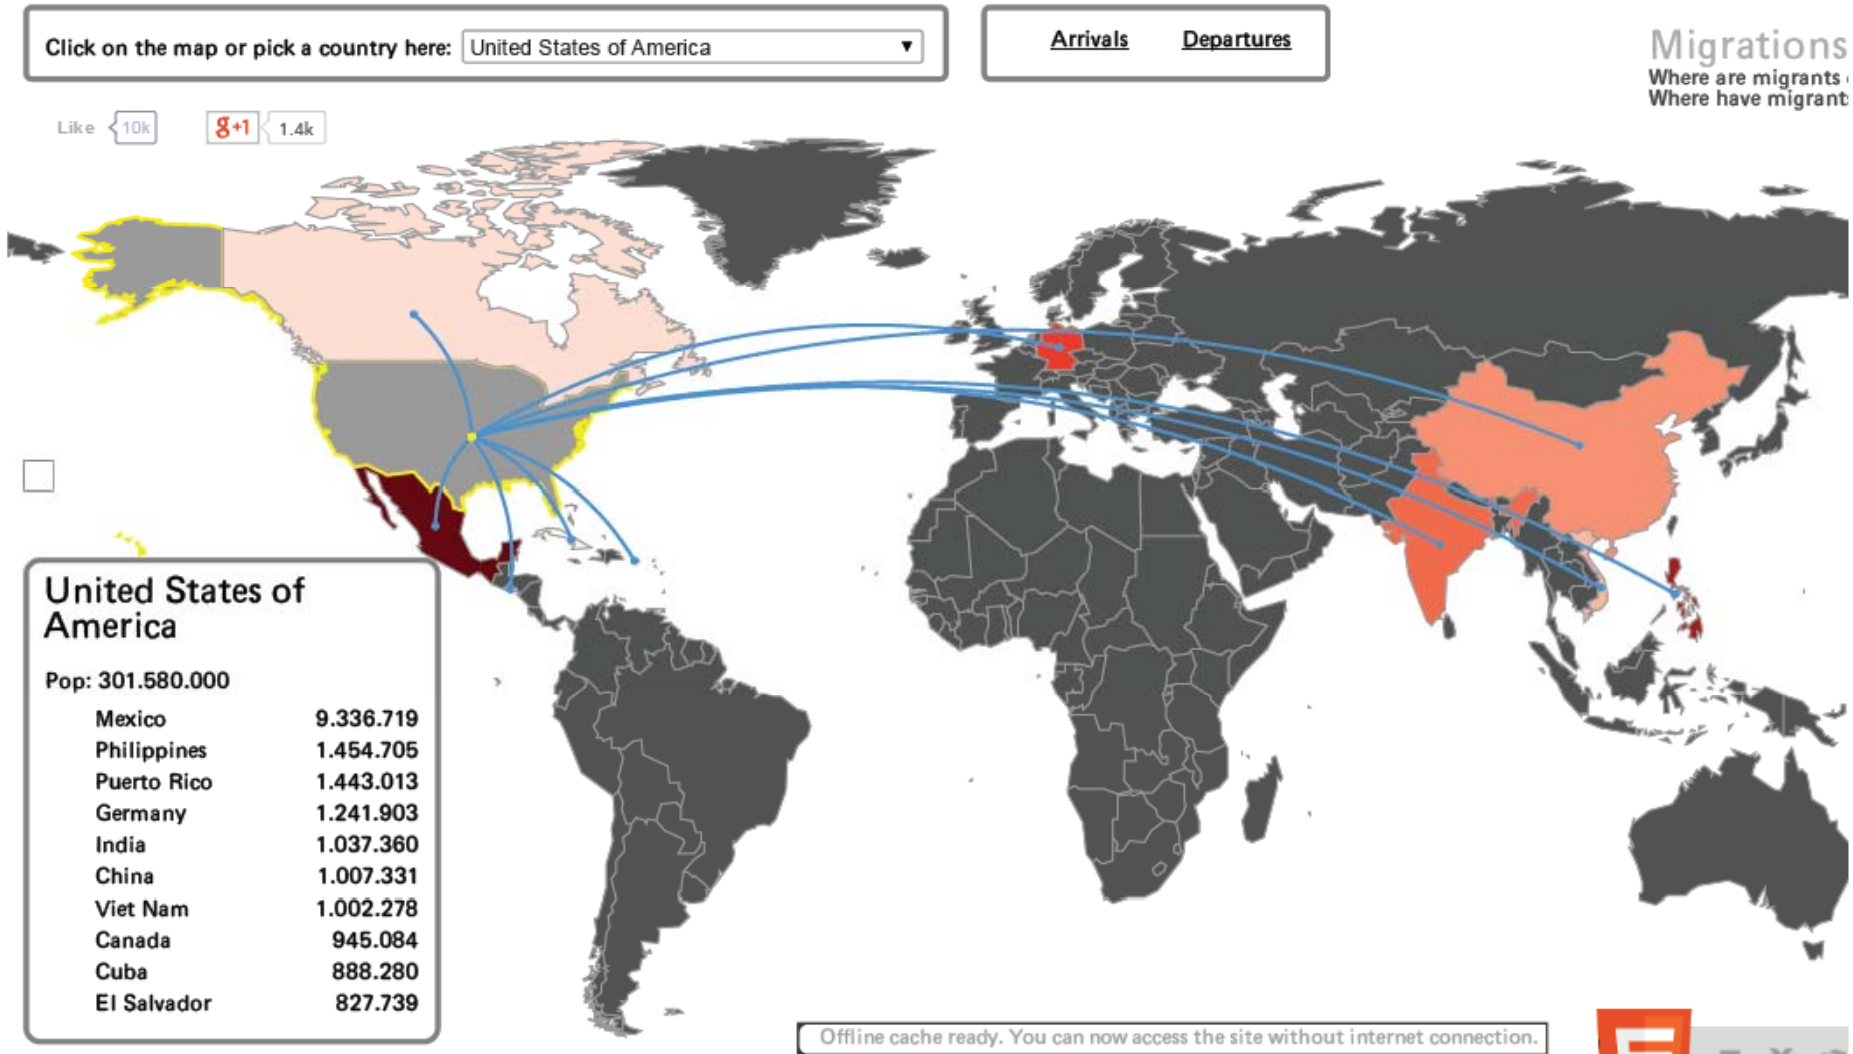 Click on the map or pick a country here: United States of America ▼
Arrivals Departures
Migrations
Where are migrants
Where have migrants
Like 10k g+1 1.4k
United States of
America
Pop: 301.580.000
Mexico 9.336.719
Philippines 1.454.705
Puerto Rico 1.443.013
Germany 1.241.903
India 1.037.360
China 1.007.331
Viet Nam 1.002.278
Canada 945.084
Cuba 888.280
El Salvador 827.739
Offline cache ready. You can now access the site without internet connection.